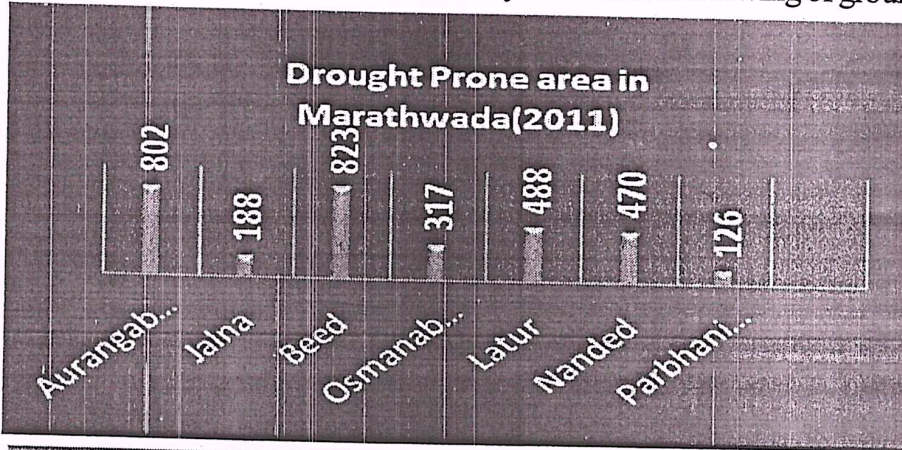 Drought Prone area in
Marathwada(2011)
802
188
823
317
488
470
126
Aurangab...
Jalna
Beed
Osmanab...
Latur
Nanded
Parbhani...